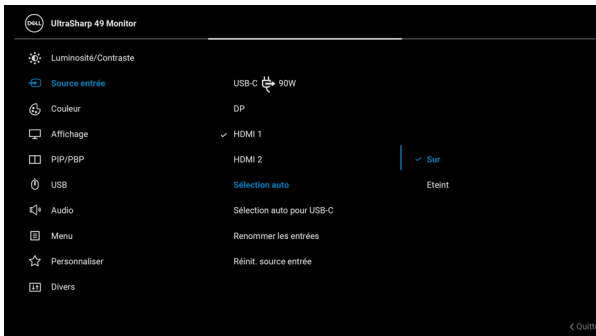 DELL UltraSharp 49 Monitor
Luminosité/Contraste
Source entrée
USB-C 90W
Couleur
DP
Affichage
HDMI 1
PIP/PBP
HDMI 2
Sur
USB
Sélection auto
Eteint
Audio
Sélection auto pour USB-C
Menu
Renommer les entrées
Personnaliser
Réinit. source entrée
Divers